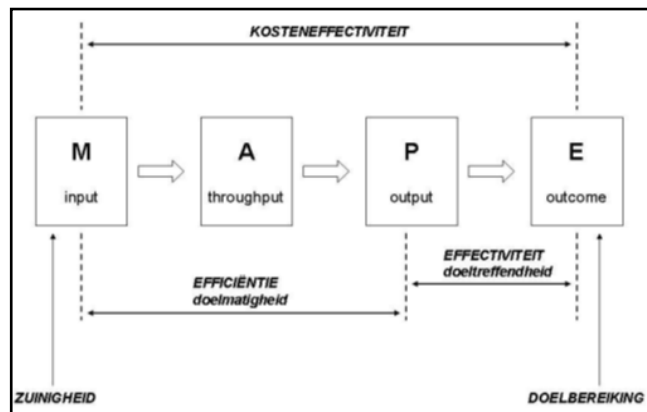 KOSTENEFFECTIVITEIT
M
input
A
throughput
P
output
E
outcome
EFFICIËNTIE
doelmatigheid
EFFECTIVITEIT
doeltreffendheid
ZUINIGHEID
DOELBEREIKING